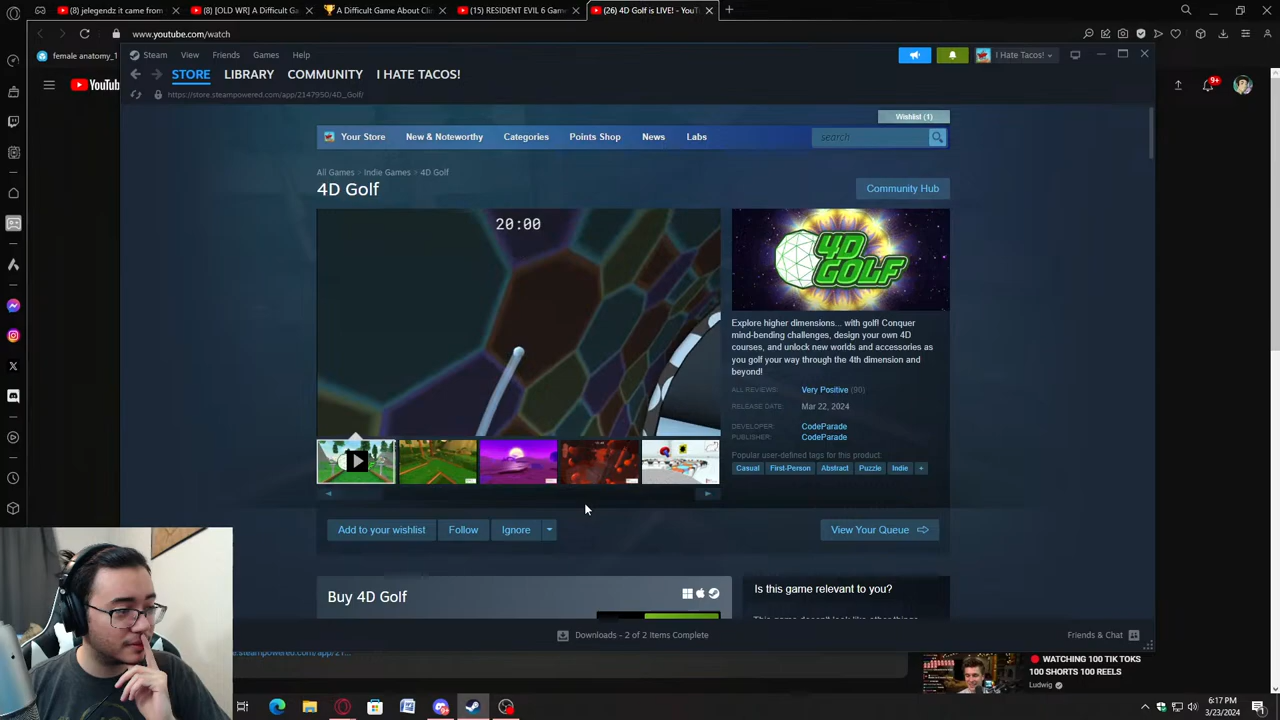 jelegendz it came from
[8] [OLD WR] A Difficult G
A Difficult Game About Cli
(15) RESIDENT EVIL 6 Game
(26) 4D Golf is LIVE! - YouT
www.youtube.com/watch
female anatomy_1
YouTub
9+
Steam View Friends Games Help
I Hate Tacos!
STORE LIBRARY COMMUNITY I HATE TACOS!
https://store.steampowered.com/app/2147950/4D_Golf/
Wishlist (1)
Your Store New & Noteworthy Categories Points Shop News Labs
search
All Games > Indie Games > 4D Golf
4D Golf
Community Hub
20:00
4D
GOLF
Explore higher dimensions... with golf! Conquer
mind-bending challenges, design your own 4D
courses, and unlock new worlds and accessories as
you golf your way through the 4th dimension and
beyond!
ALL REVIEWS: Very Positive (90)
RELEASE DATE: Mar 22, 2024
DEVELOPER: CodeParade
PUBLISHER: CodeParade
Popular user-defined tags for this product:
Casual First-Person Abstract Puzzle Indie +
Add to your wishlist Follow Ignore
View Your Queue
Buy 4D Golf
Is this game relevant to you?
Downloads - 2 of 2 Items Complete
Friends & Chat
e.steampowered.com/app/21...
WATCHING 100 TIK TOKS
100 SHORTS 100 REELS
Ludwig
6:17 PM
3/23/2024